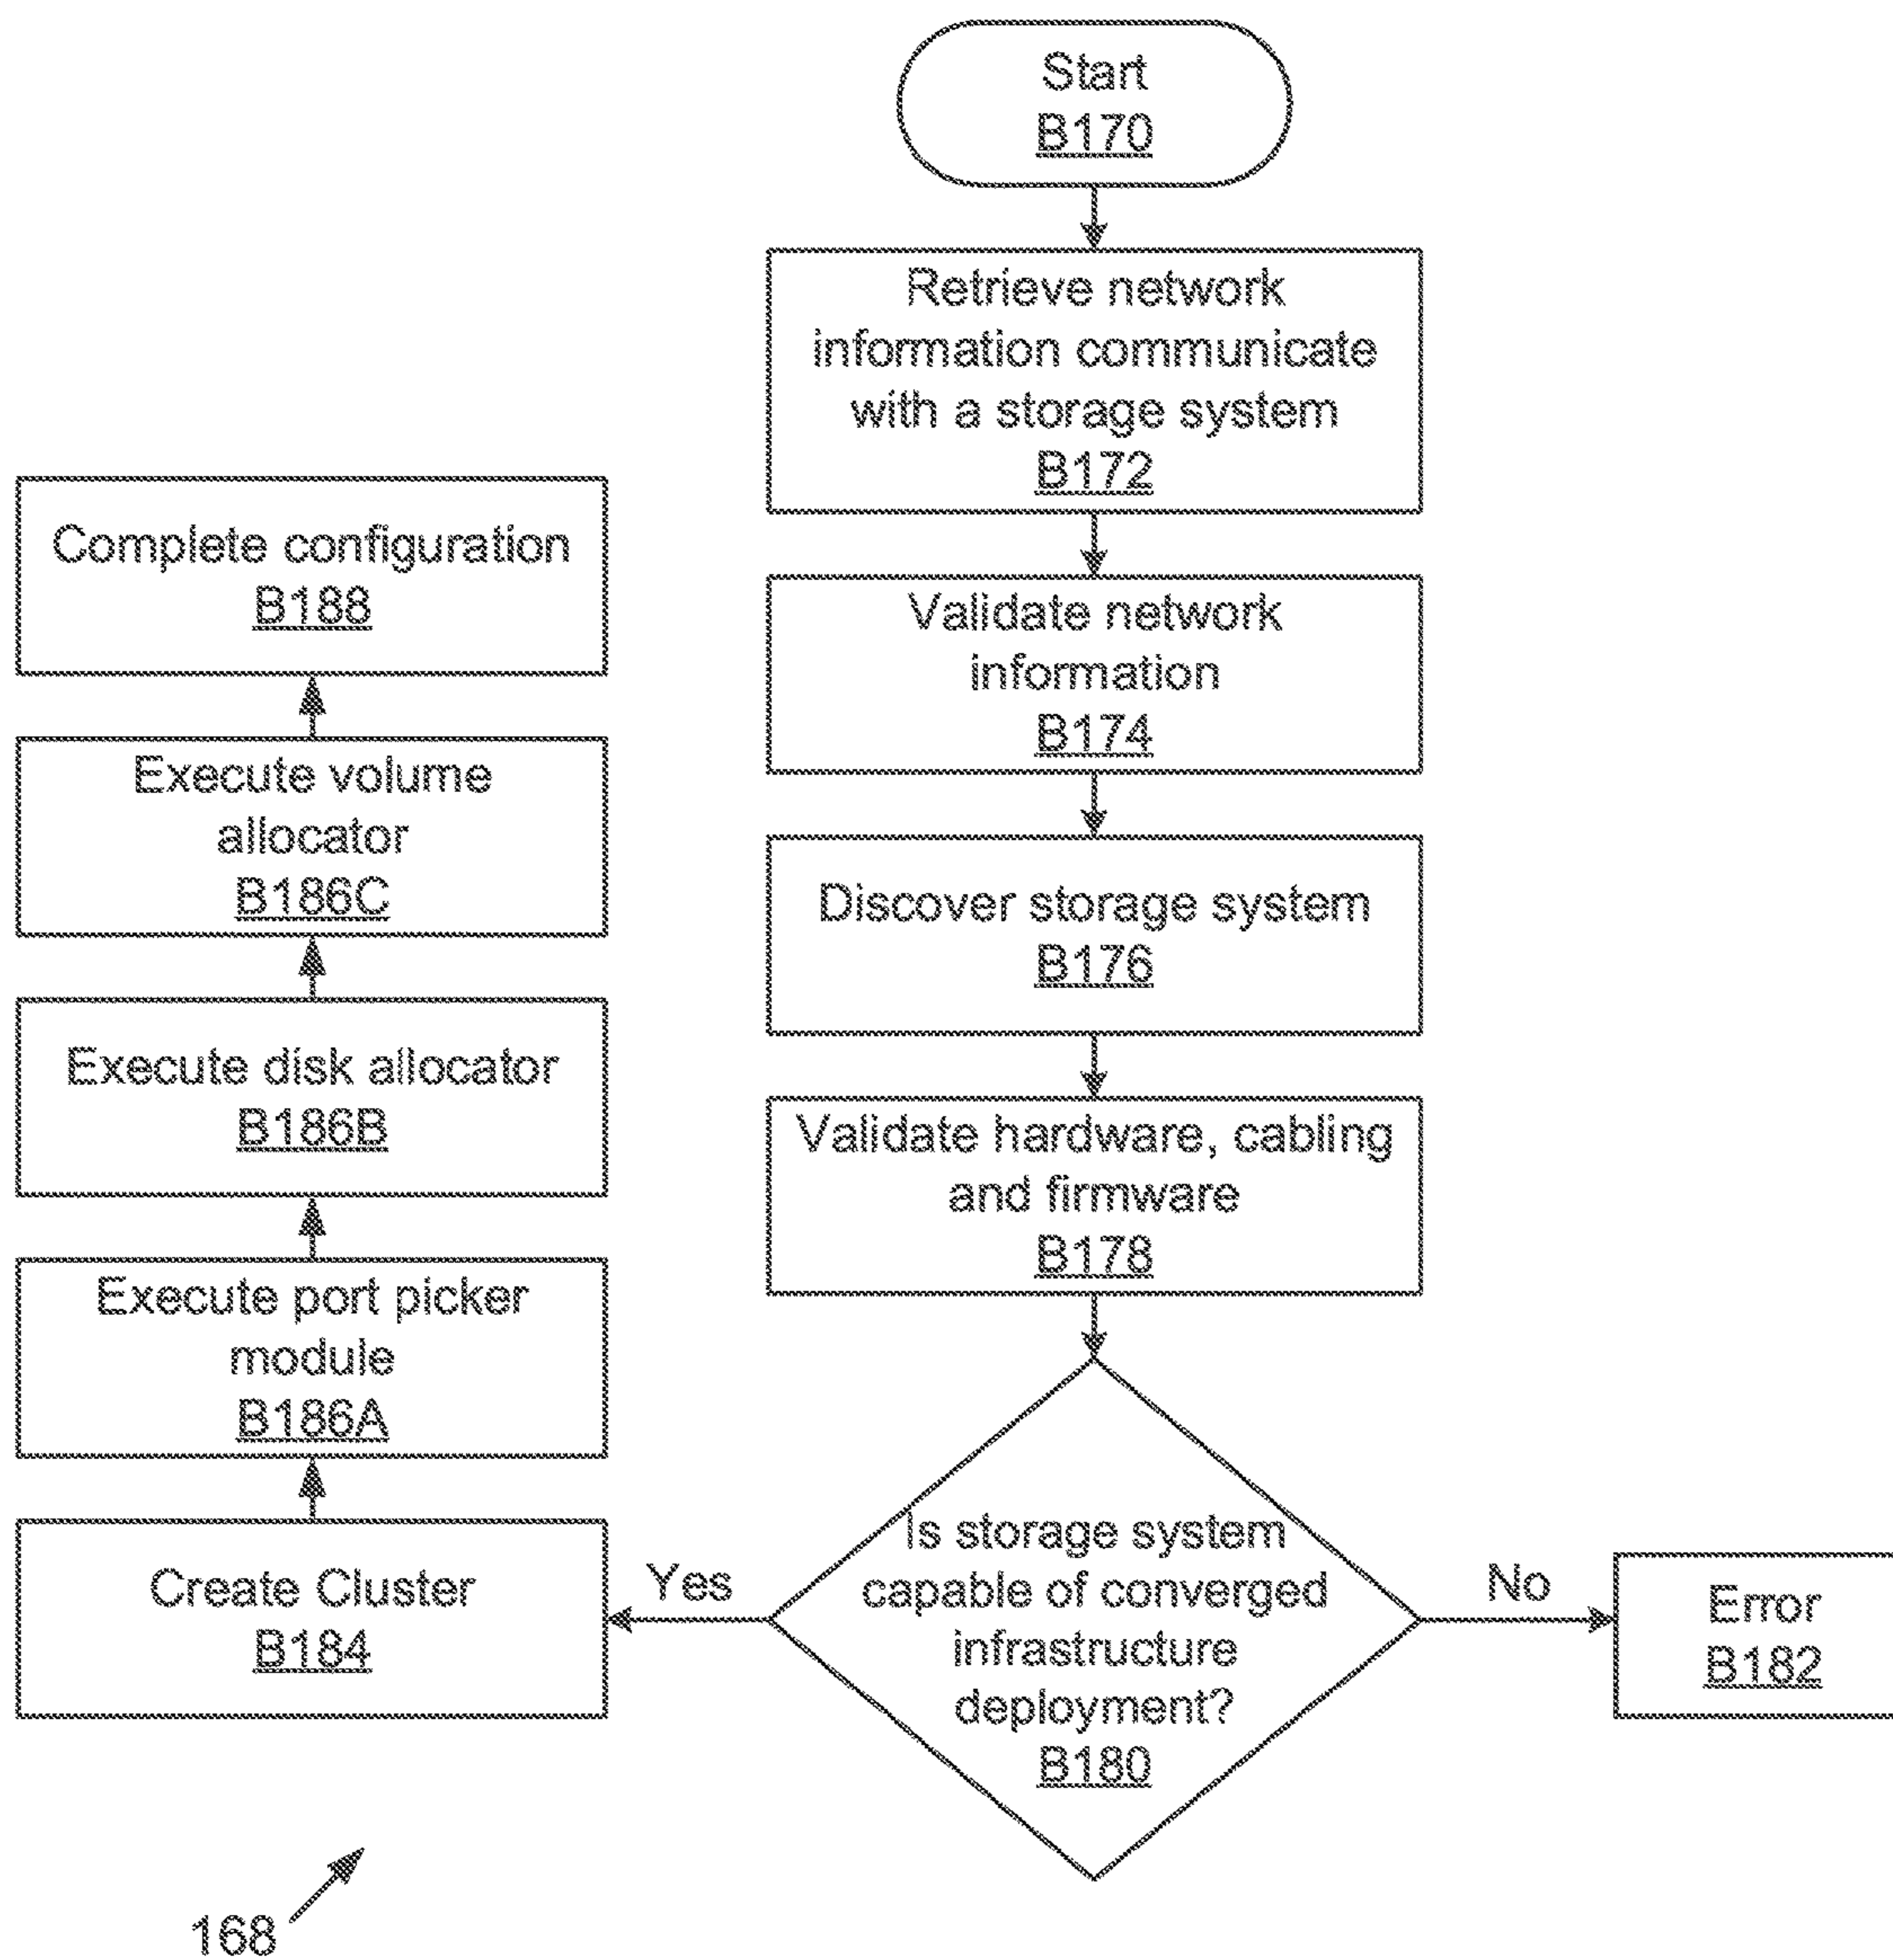 Start
B170
Retrieve network
information communicate
with a storage system
B172
Validate network
information
B174
Discover storage system
B176
Validate hardware, cabling
and firmware
B178
Is storage system
capable of converged
infrastructure
deployment?
B180
No
Error
B182
Yes
Create Cluster
B184
Execute port picker
module
B186A
Execute disk allocator
B186B
Execute volume
allocator
B186C
Complete configuration
B188
168